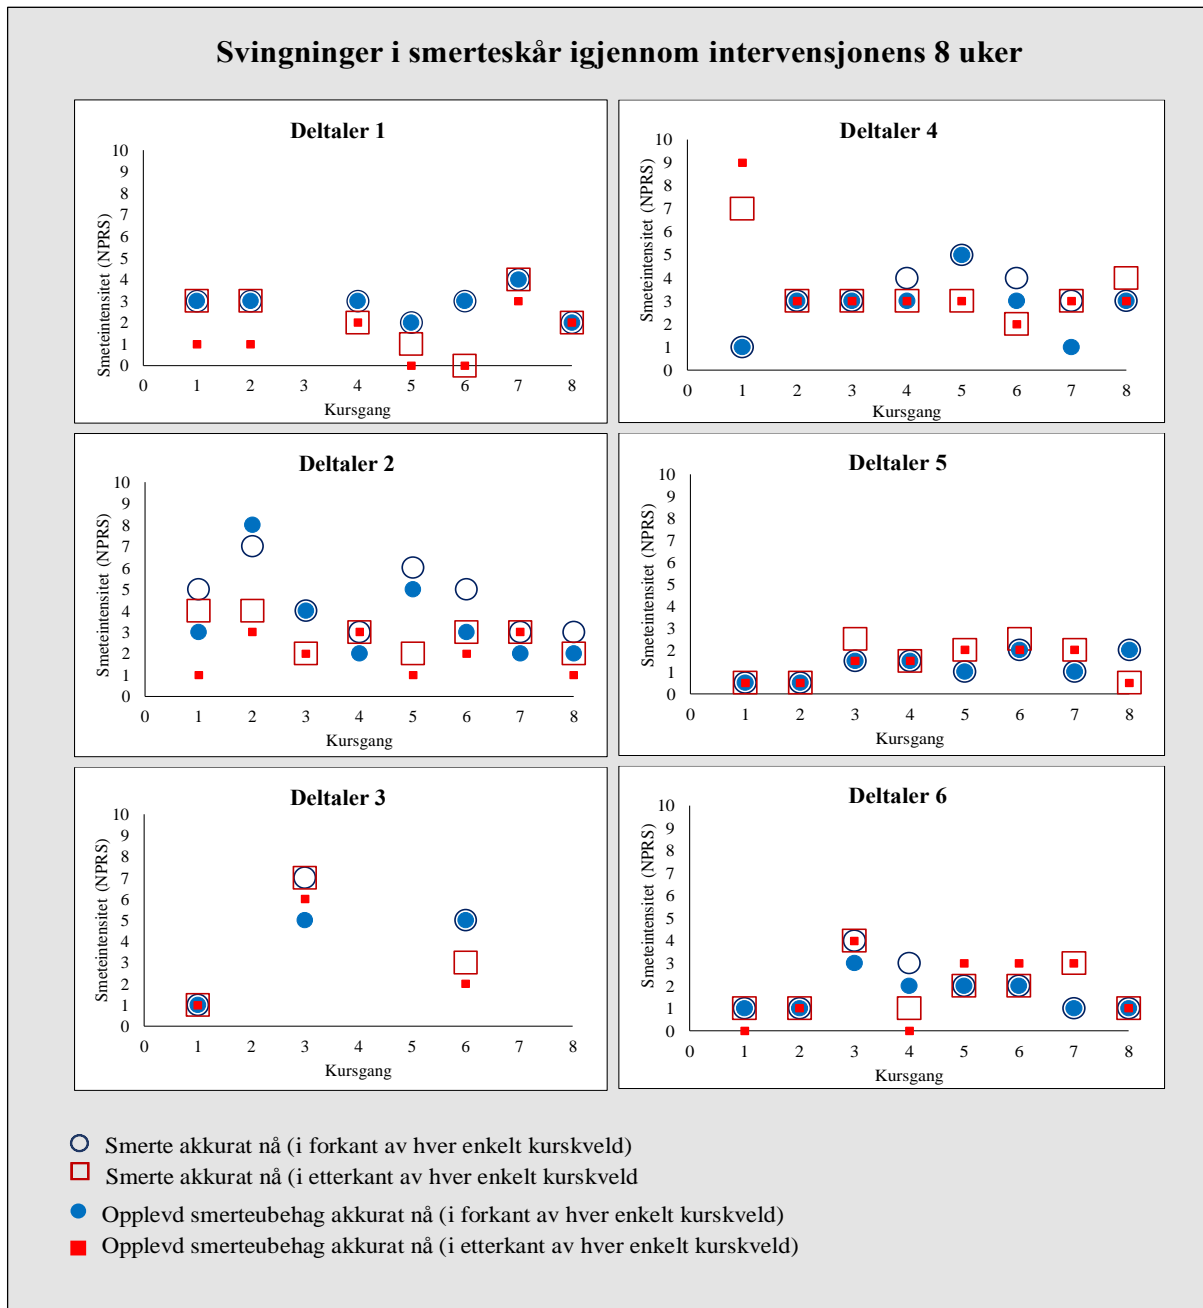 Svingninger i smerteskår igjennom intervensjonens 8 uker
Deltaler 1
Smeteintensitet (NPRS)
10
9
8
7
6
5
4
3
2
1
0
0 1 2 3 4 5 6 7 8
Kursgang
Deltaler 4
Smeteintensitet (NPRS)
10
9
8
7
6
5
4
3
2
1
0
0 1 2 3 4 5 6 7 8
Kursgang
Deltaler 2
Smeteintensitet (NPRS)
10
9
8
7
6
5
4
3
2
1
0
0 1 2 3 4 5 6 7 8
Kursgang
Deltaler 5
Smeteintensitet (NPRS)
10
9
8
7
6
5
4
3
2
1
0
0 1 2 3 4 5 6 7 8
Kursgang
Deltaler 3
Smeteintensitet (NPRS)
10
9
8
7
6
5
4
3
2
1
0
0 1 2 3 4 5 6 7 8
Kursgang
Deltaler 6
Smeteintensitet (NPRS)
10
9
8
7
6
5
4
3
2
1
0
0 1 2 3 4 5 6 7 8
Kursgang
Smerte akkurat nå (i forkant av hver enkelt kurskveld)
Smerte akkurat nå (i etterkant av hver enkelt kurskveld
Opplevd smerteubehag akkurat nå (i forkant av hver enkelt kurskveld)
Opplevd smerteubehag akkurat nå (i etterkant av hver enkelt kurskveld)